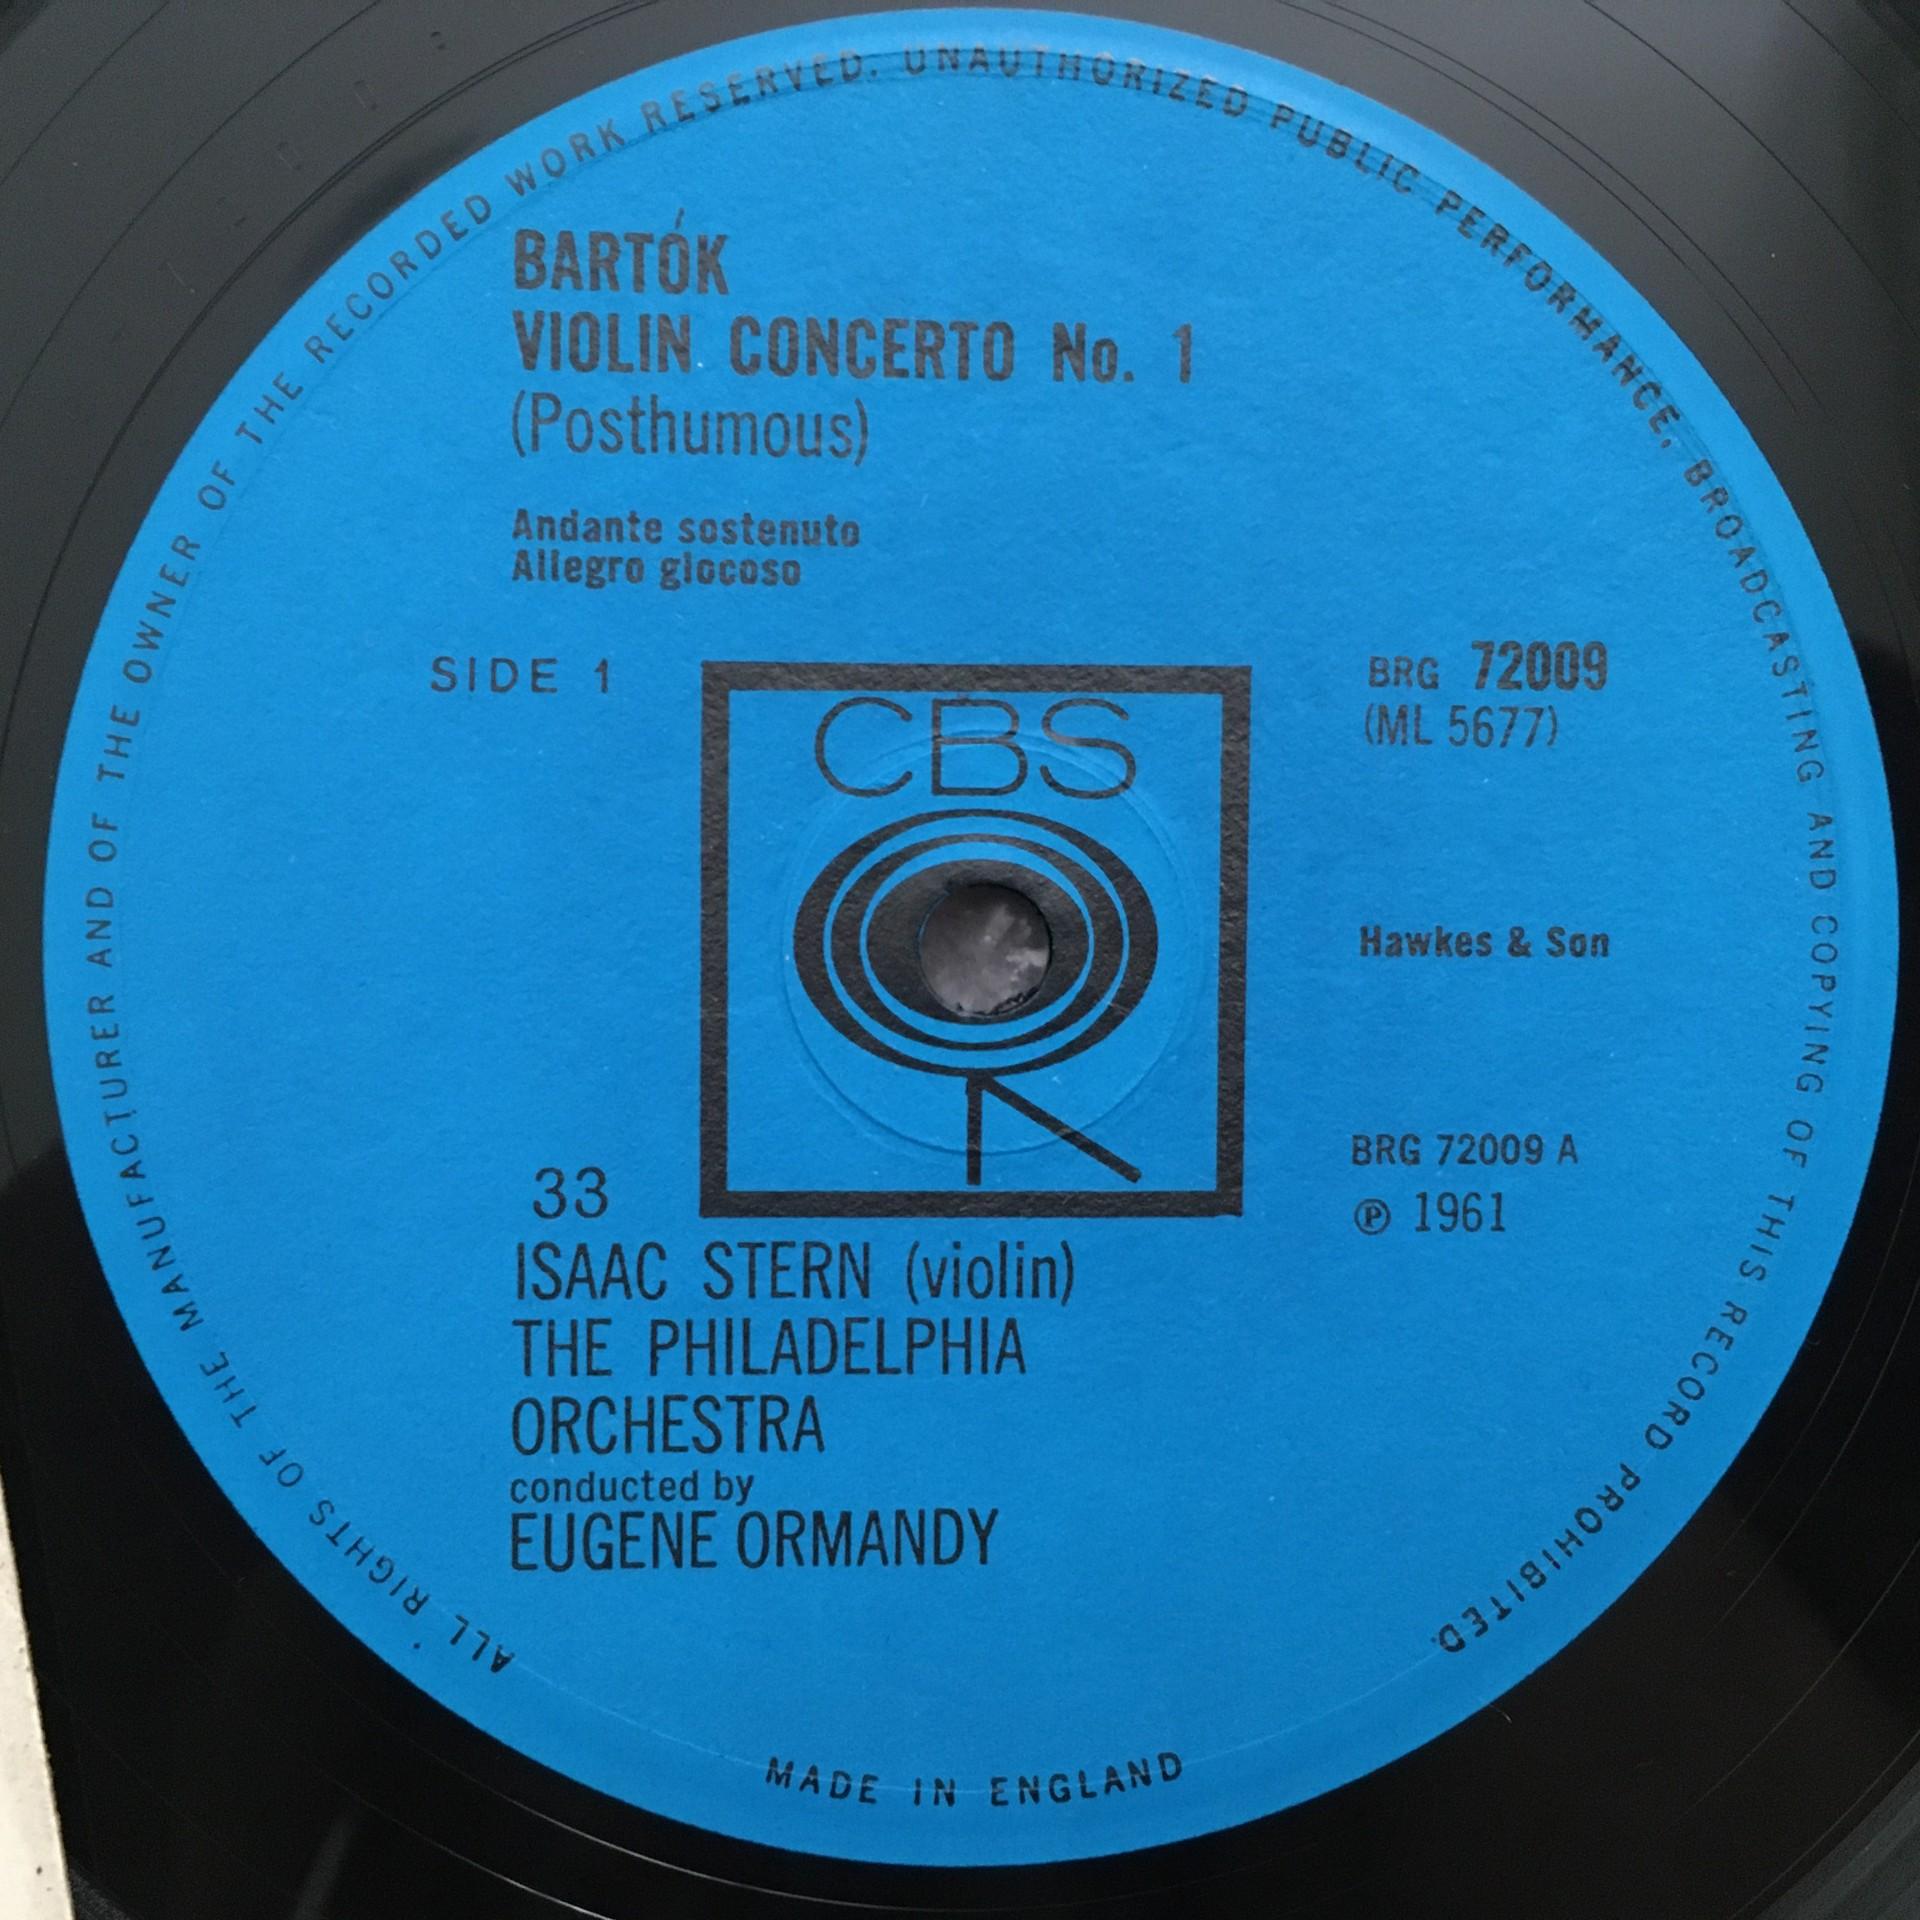 BARTÓK
VIOLIN CONCERTO No. 1
(Posthumous)
Andante sostenuto
Allegro giocoso
SIDE 1
CBS
BRG 72009
(ML 5677)
Hawkes & Son
BRG 72009 A
℗ 1961
33
ISAAC STERN (violin)
THE PHILADELPHIA
ORCHESTRA
conducted by
EUGENE ORMANDY
ALL RIGHTS OF THE MANUFACTURER AND OF THE OWNER OF THE RECORDED WORK RESERVED. UNAUTHORIZED PUBLIC PERFORMANCE, BROADCASTING AND COPYING OF THIS RECORD PROHIBITED.
MADE IN ENGLAND